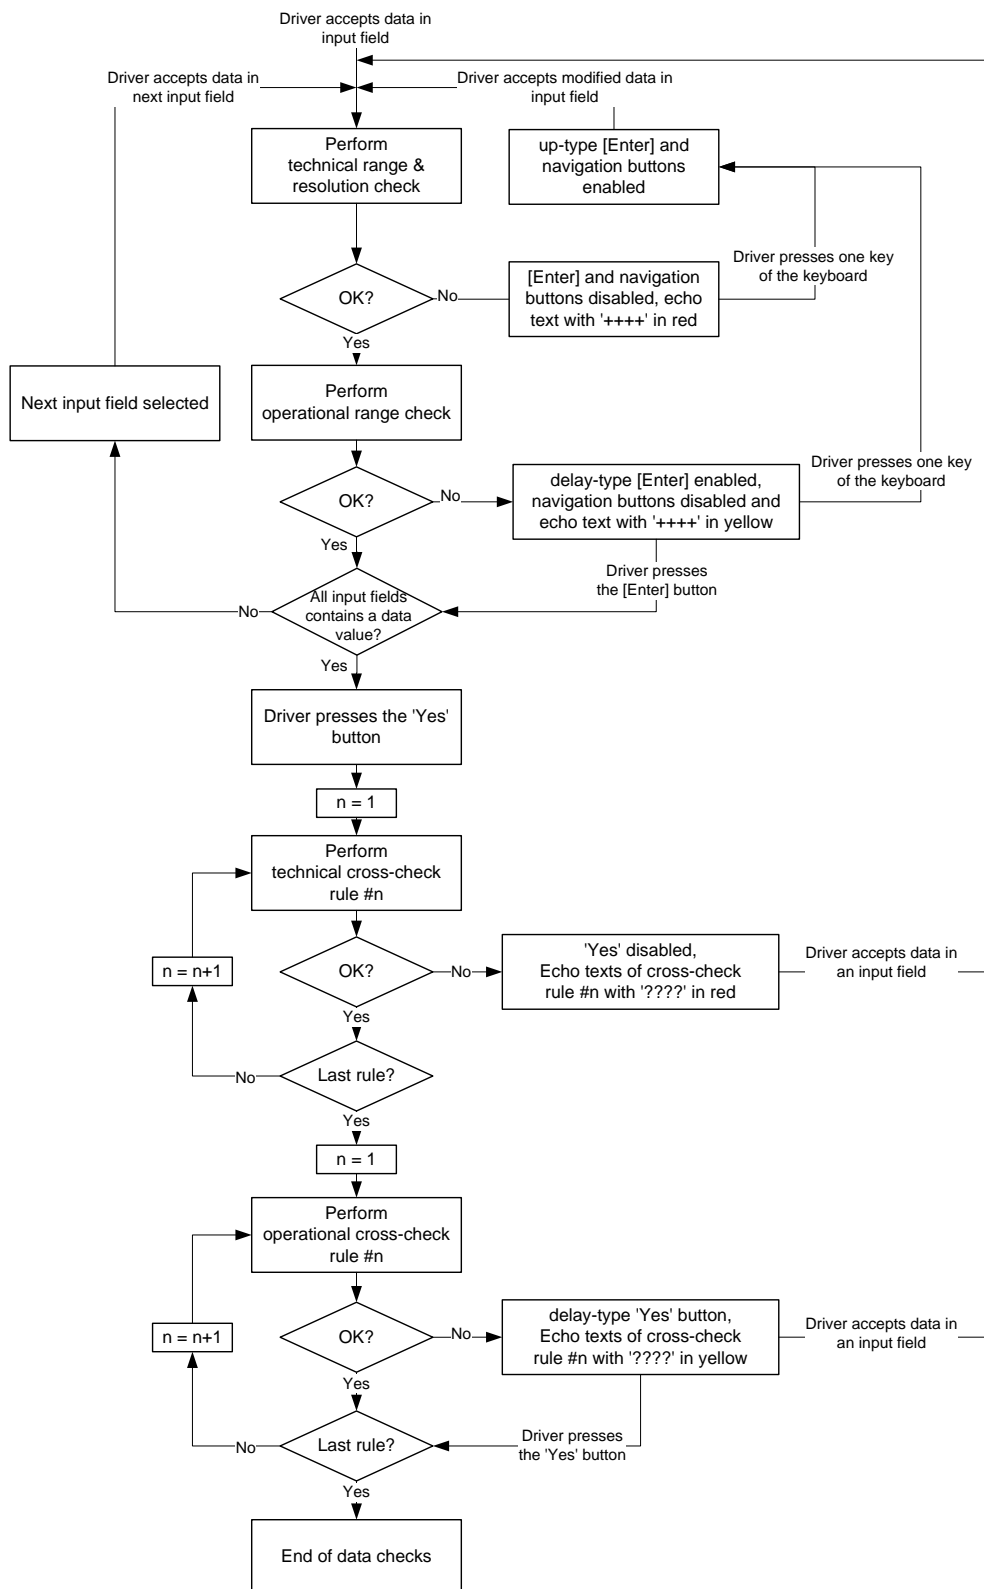 Driver accepts data in
input field
Driver accepts data in
next input field
Driver accepts modified data in
input field
Perform
technical range &
resolution check
up-type [Enter] and
navigation buttons
enabled
Driver presses one key
of the keyboard
OK?
No
[Enter] and navigation
buttons disabled, echo
text with '++++' in red
Yes
Next input field selected
Perform
operational range check
Driver presses one key
of the keyboard
OK?
No
delay-type [Enter] enabled,
navigation buttons disabled and
echo text with '++++' in yellow
Yes
Driver presses
the [Enter] button
No
All input fields
contains a data
value?
Yes
Driver presses the 'Yes'
button
n = 1
Perform
technical cross-check
rule #n
n = n+1
OK?
No
'Yes' disabled,
Echo texts of cross-check
rule #n with '????' in red
Driver accepts data in
an input field
Yes
No
Last rule?
Yes
n = 1
Perform
operational cross-check
rule #n
n = n+1
OK?
No
delay-type 'Yes' button,
Echo texts of cross-check
rule #n with '????' in yellow
Driver accepts data in
an input field
Yes
No
Last rule?
Driver presses
the 'Yes' button
Yes
End of data checks